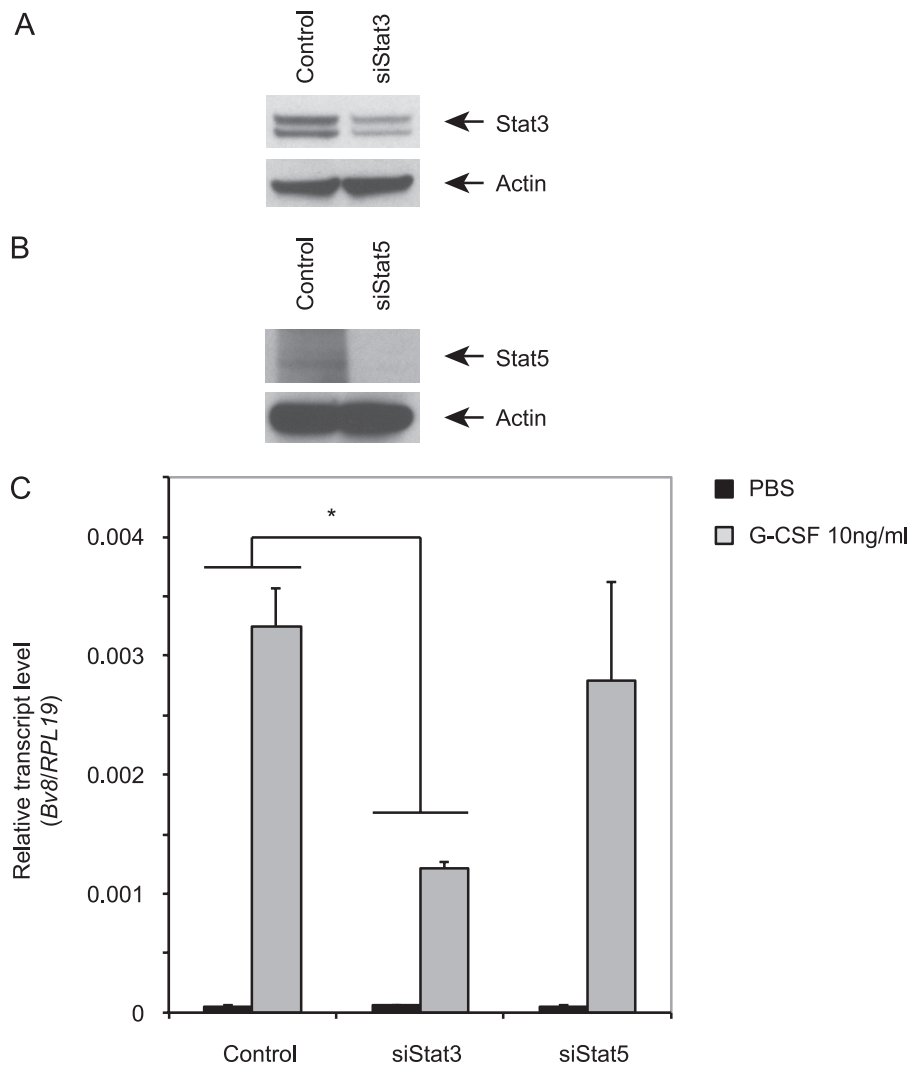 A
Control
siStat3
Stat3
Actin
B
Control
siStat5
Stat5
Actin
C
PBS
G-CSF 10ng/ml
*
Relative transcript level
(Bv8/RPL19)
0.004
0.003
0.002
0.001
0
Control
siStat3
siStat5